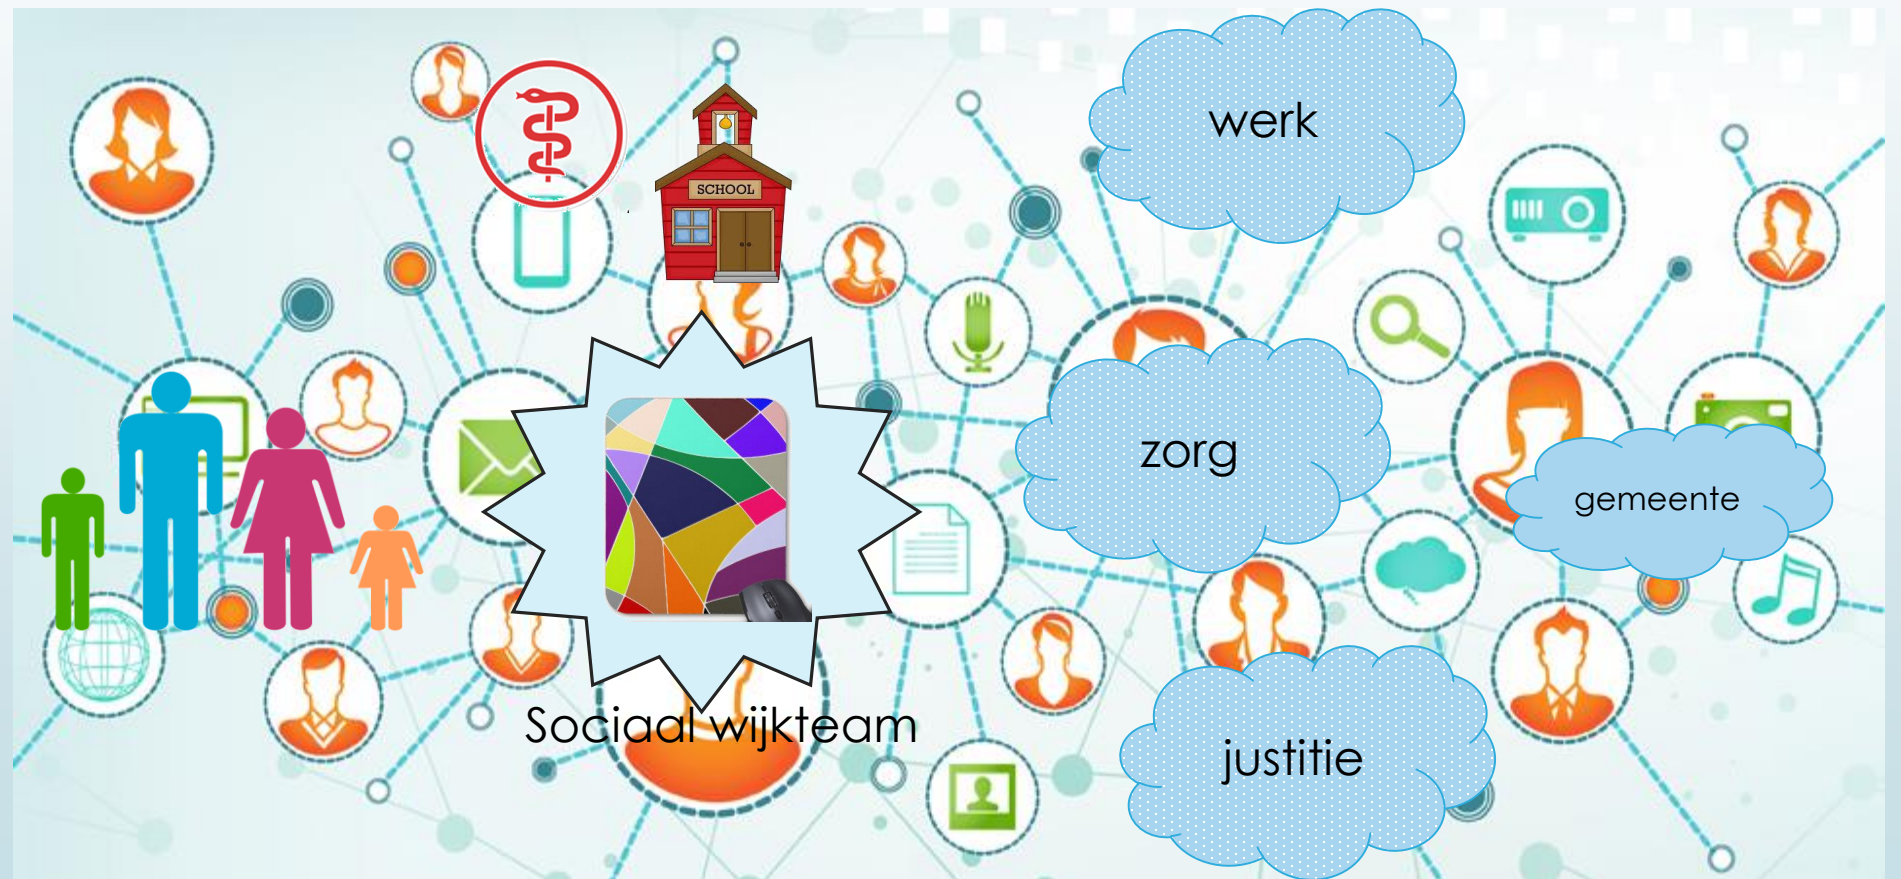 werk
SCHOOL
zorg
gemeente
Sociaal wijkteam
justitie